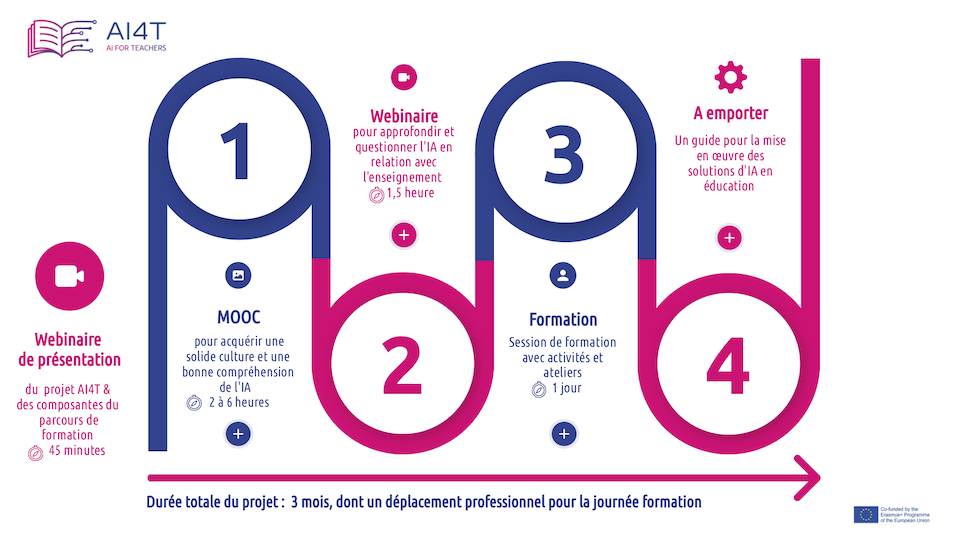 AI4T
AI FOR TEACHERS
Webinaire
de présentation
du projet AI4T &
des composantes du
parcours de
formation
45 minutes
1
MOOC
pour acquérir une
solide culture et une
bonne compréhension
de l'IA
2 à 6 heures
Webinaire
pour approfondir et
questionner l'IA en
relation avec
l'enseignement
1,5 heure
2
3
Formation
Session de formation
avec activités et
ateliers
1 jour
A emporter
Un guide pour la mise
en œuvre des
solutions d'IA en
éducation
4
Durée totale du projet : 3 mois, dont un déplacement professionnel pour la journée formation
Co-funded by the
Erasmus+ Programme
of the European Union